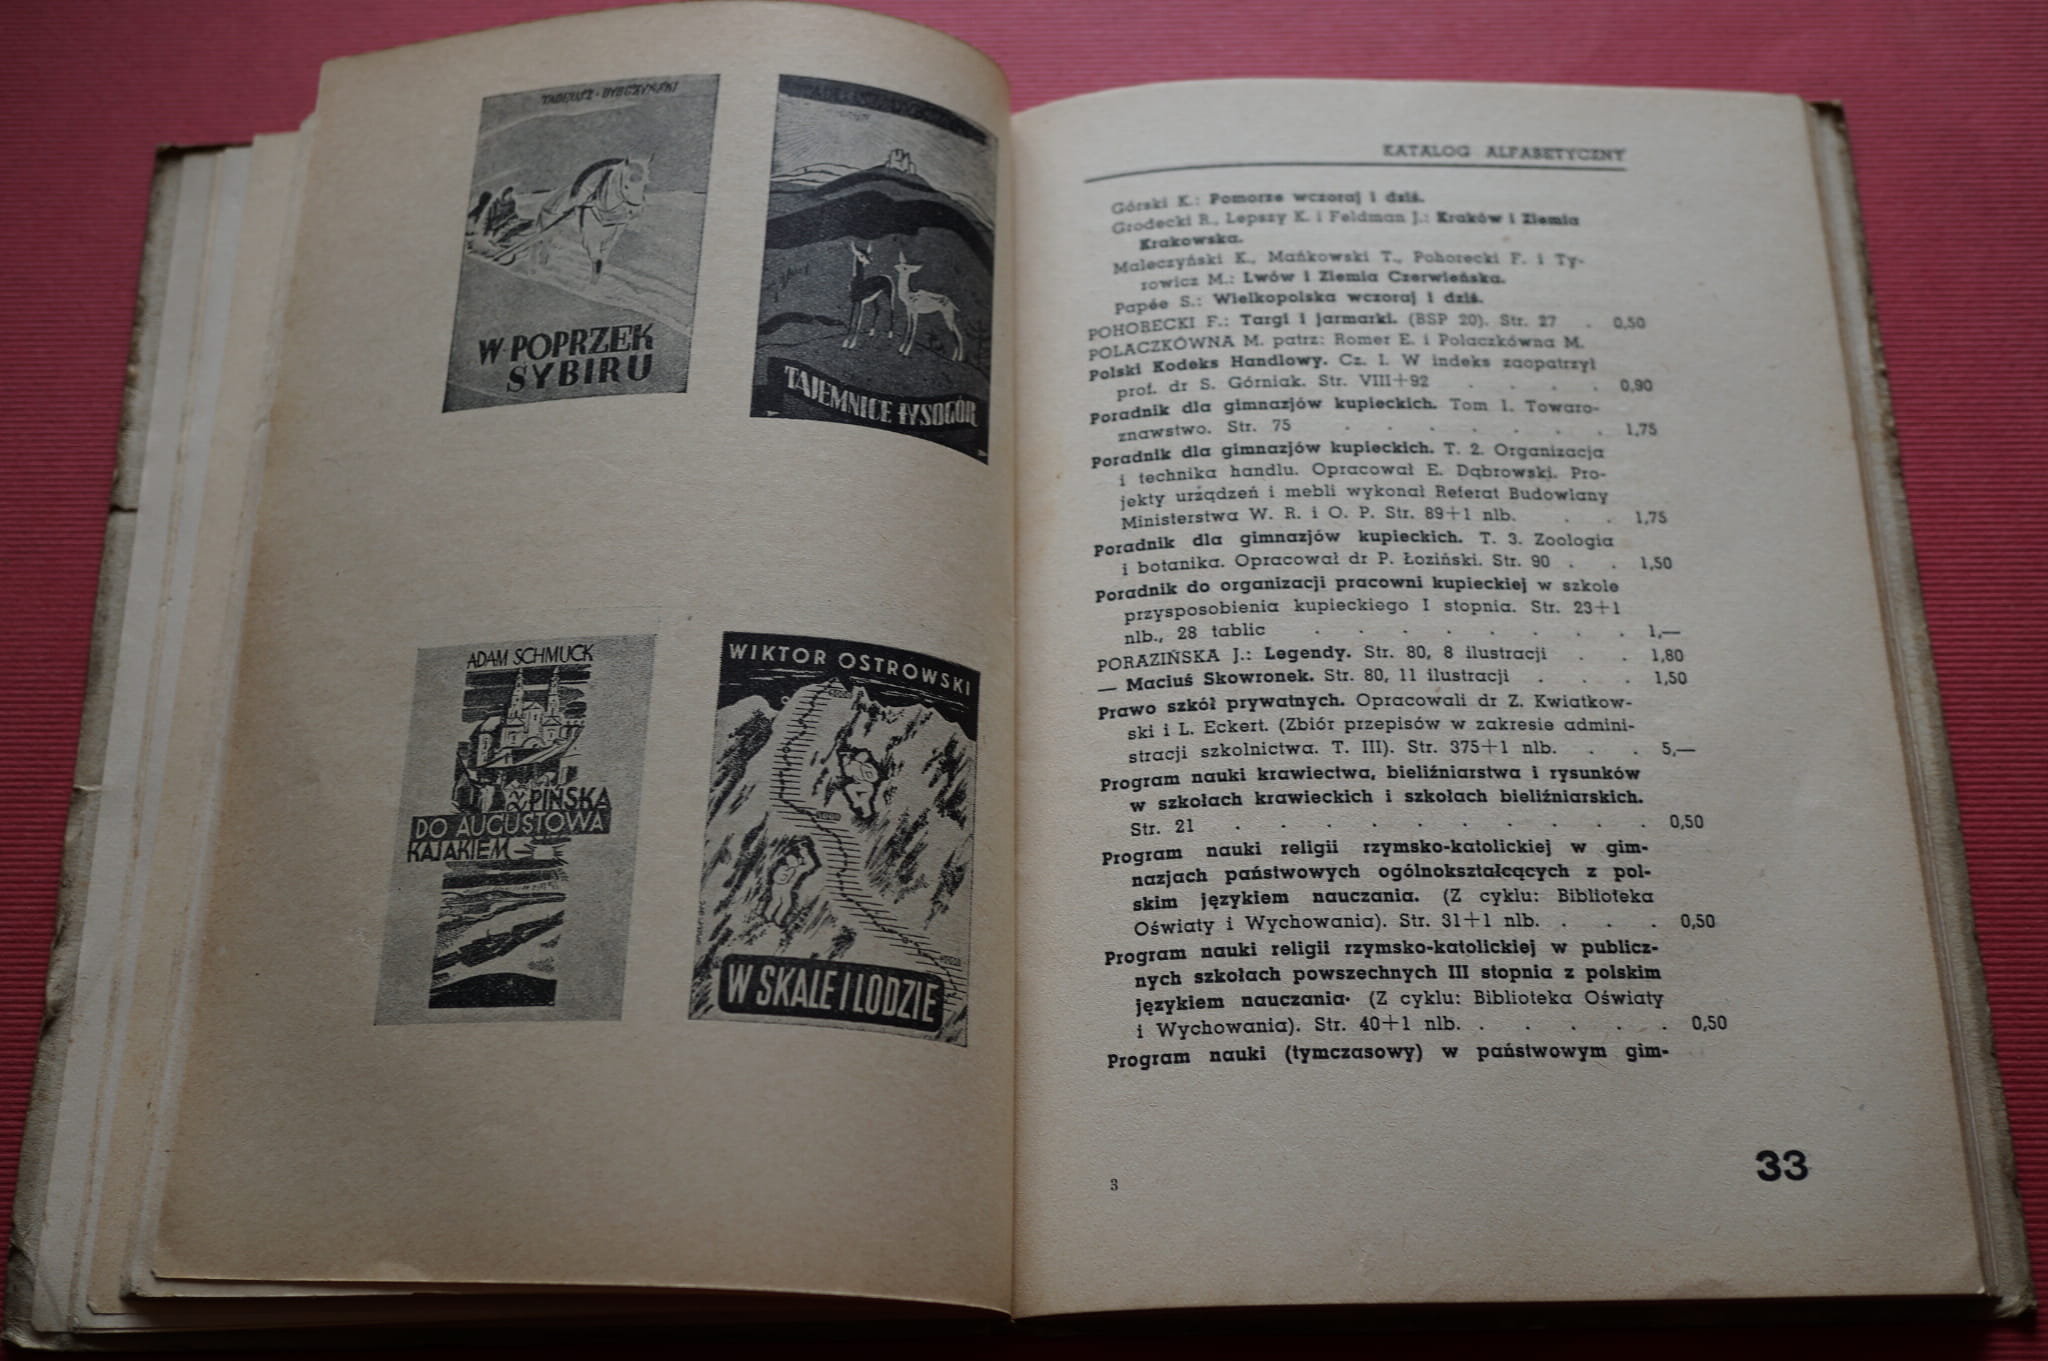 TADEUSZ · DYBCZYŃSKI
W POPRZEK
SYBIRU
TAJEMNICE ŁYSOGÓR
ADAM SCHMUCK
Z PIŃSKA
DO AUGUSTOWA
KAJAKIEM
WIKTOR OSTROWSKI
W SKALE I LODZIE
KATALOG ALFABETYCZNY
Górski K.: Pomorze wczoraj i dziś.
Grodecki R., Lepszy K. i Feldman J.: Kraków i Ziemia
Krakowska.
Maleczyński K., Mańkowski T., Pohorecki F. i Ty-
rowicz M.: Lwów i Ziemia Czerwieńska.
Papée S.: Wielkopolska wczoraj i dziś.
POHORECKI F.: Targi i jarmarki. (BSP 20). Str. 27 . 0,50
POLACZKÓWNA M. patrz: Romer E. i Polaczkówna M.
Polski Kodeks Handlowy. Cz. I. W indeks zaopatrzył
prof. dr S. Górniak. Str. VIII+92 . . . . 0,90
Poradnik dla gimnazjów kupieckich. Tom I. Towaro-
znawstwo. Str. 75 . . . . . . 1,75
Poradnik dla gimnazjów kupieckich. T. 2. Organizacja
i technika handlu. Opracował E. Dąbrowski. Pro-
jekty urządzeń i mebli wykonał Referat Budowlany
Ministerstwa W. R. i O. P. Str. 89+1 nlb. . . 1,75
Poradnik dla gimnazjów kupieckich. T. 3. Zoologia
i botanika. Opracował dr P. Łoziński. Str. 90 . . 1,50
Poradnik do organizacji pracowni kupieckiej w szkole
przysposobienia kupieckiego I stopnia. Str. 23+1
nlb., 28 tablic . . . . . . . . 1,—
PORAZIŃSKA J.: Legendy. Str. 80, 8 ilustracji . . 1,80
— Maciuś Skowronek. Str. 80, 11 ilustracji . . . 1,50
Prawo szkół prywatnych. Opracowali dr Z. Kwiatkow-
ski i L. Eckert. (Zbiór przepisów w zakresie admini-
stracji szkolnictwa. T. III). Str. 375+1 nlb. . . 5,—
Program nauki krawiectwa, bieliźniarstwa i rysunków
w szkołach krawieckich i szkołach bieliźniarskich.
Str. 21 . . . . . . . . . . 0,50
Program nauki religii rzymsko-katolickiej w gim-
nazjach państwowych ogólnokształcących z pol-
skim językiem nauczania. (Z cyklu: Biblioteka
Oświaty i Wychowania). Str. 31+1 nlb. . . . 0,50
Program nauki religii rzymsko-katolickiej w publicz-
nych szkołach powszechnych III stopnia z polskim
językiem nauczania. (Z cyklu: Biblioteka Oświaty
i Wychowania). Str. 40+1 nlb. . . . . . 0,50
Program nauki (tymczasowy) w państwowym gim-
3
33